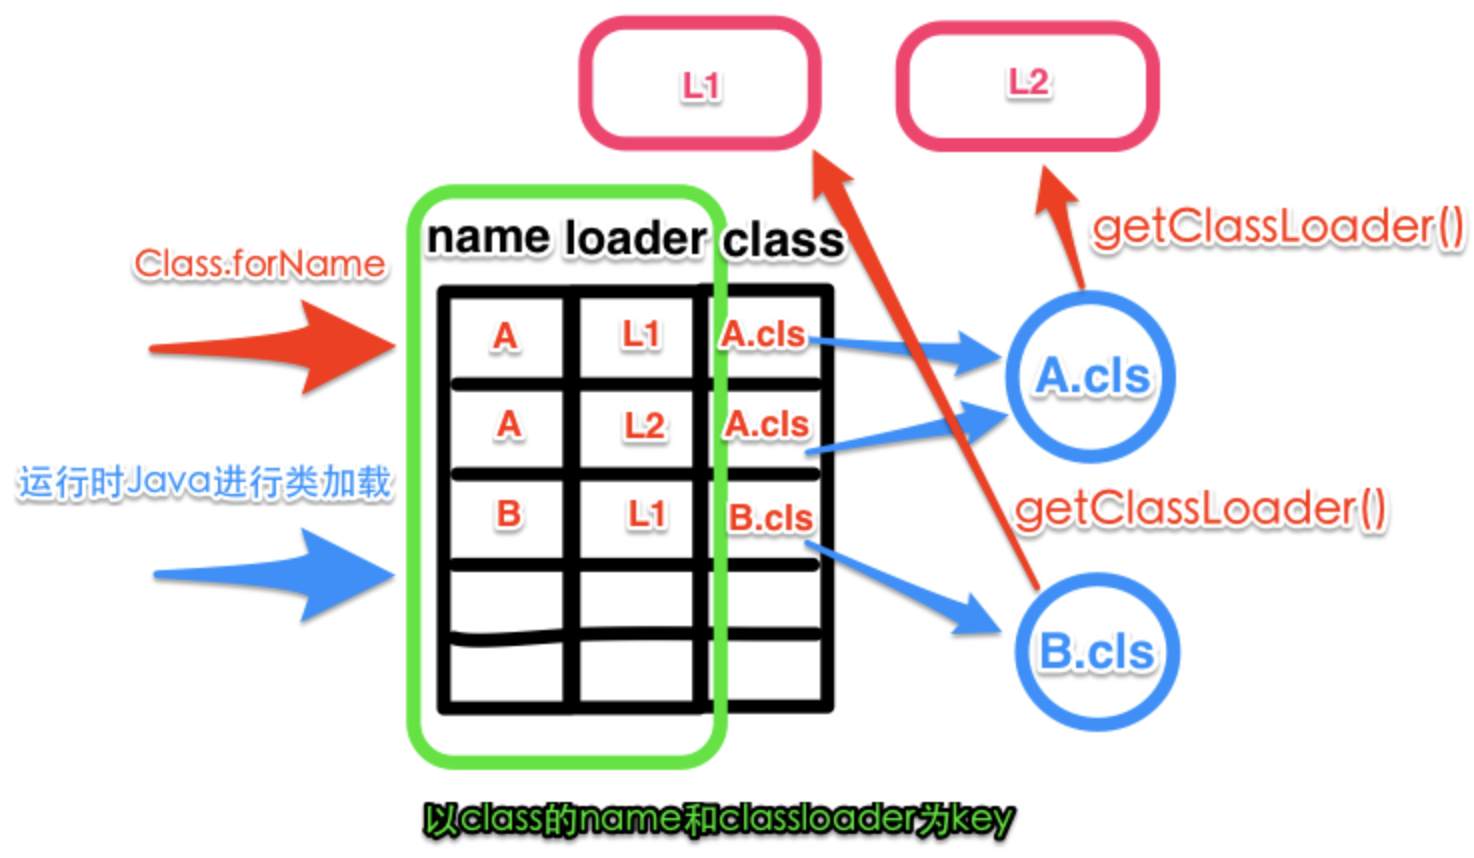 L1
L2
getClassLoader()
name loader class
Class.forName
A L1 A.cls
A.cls
A L2 A.cls
运行时Java进行类加载
B L1 B.cls
getClassLoader()
B.cls
以class的name和classloader为key